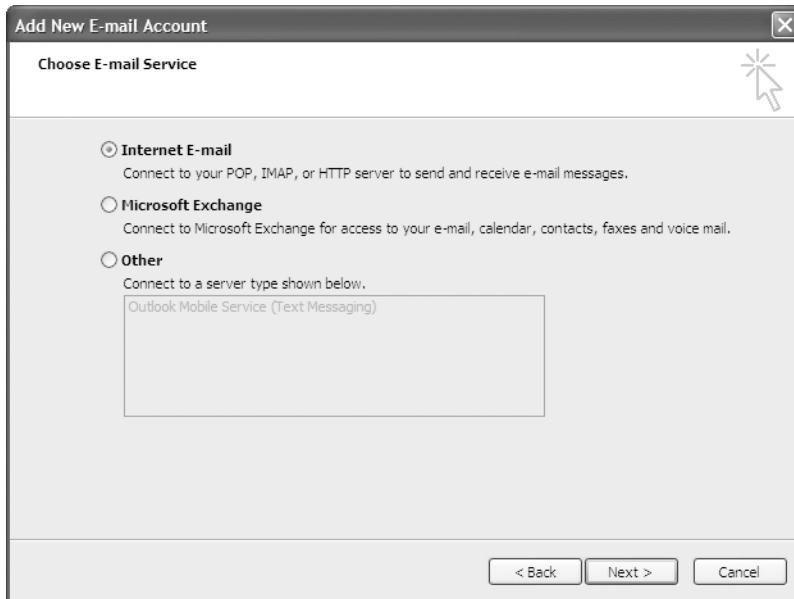 Add New E-mail Account
Choose E-mail Service
Internet E-mail
Connect to your POP, IMAP, or HTTP server to send and receive e-mail messages.
Microsoft Exchange
Connect to Microsoft Exchange for access to your e-mail, calendar, contacts, faxes and voice mail.
Other
Connect to a server type shown below.
Outlook Mobile Service (Text Messaging)
< Back Next > Cancel